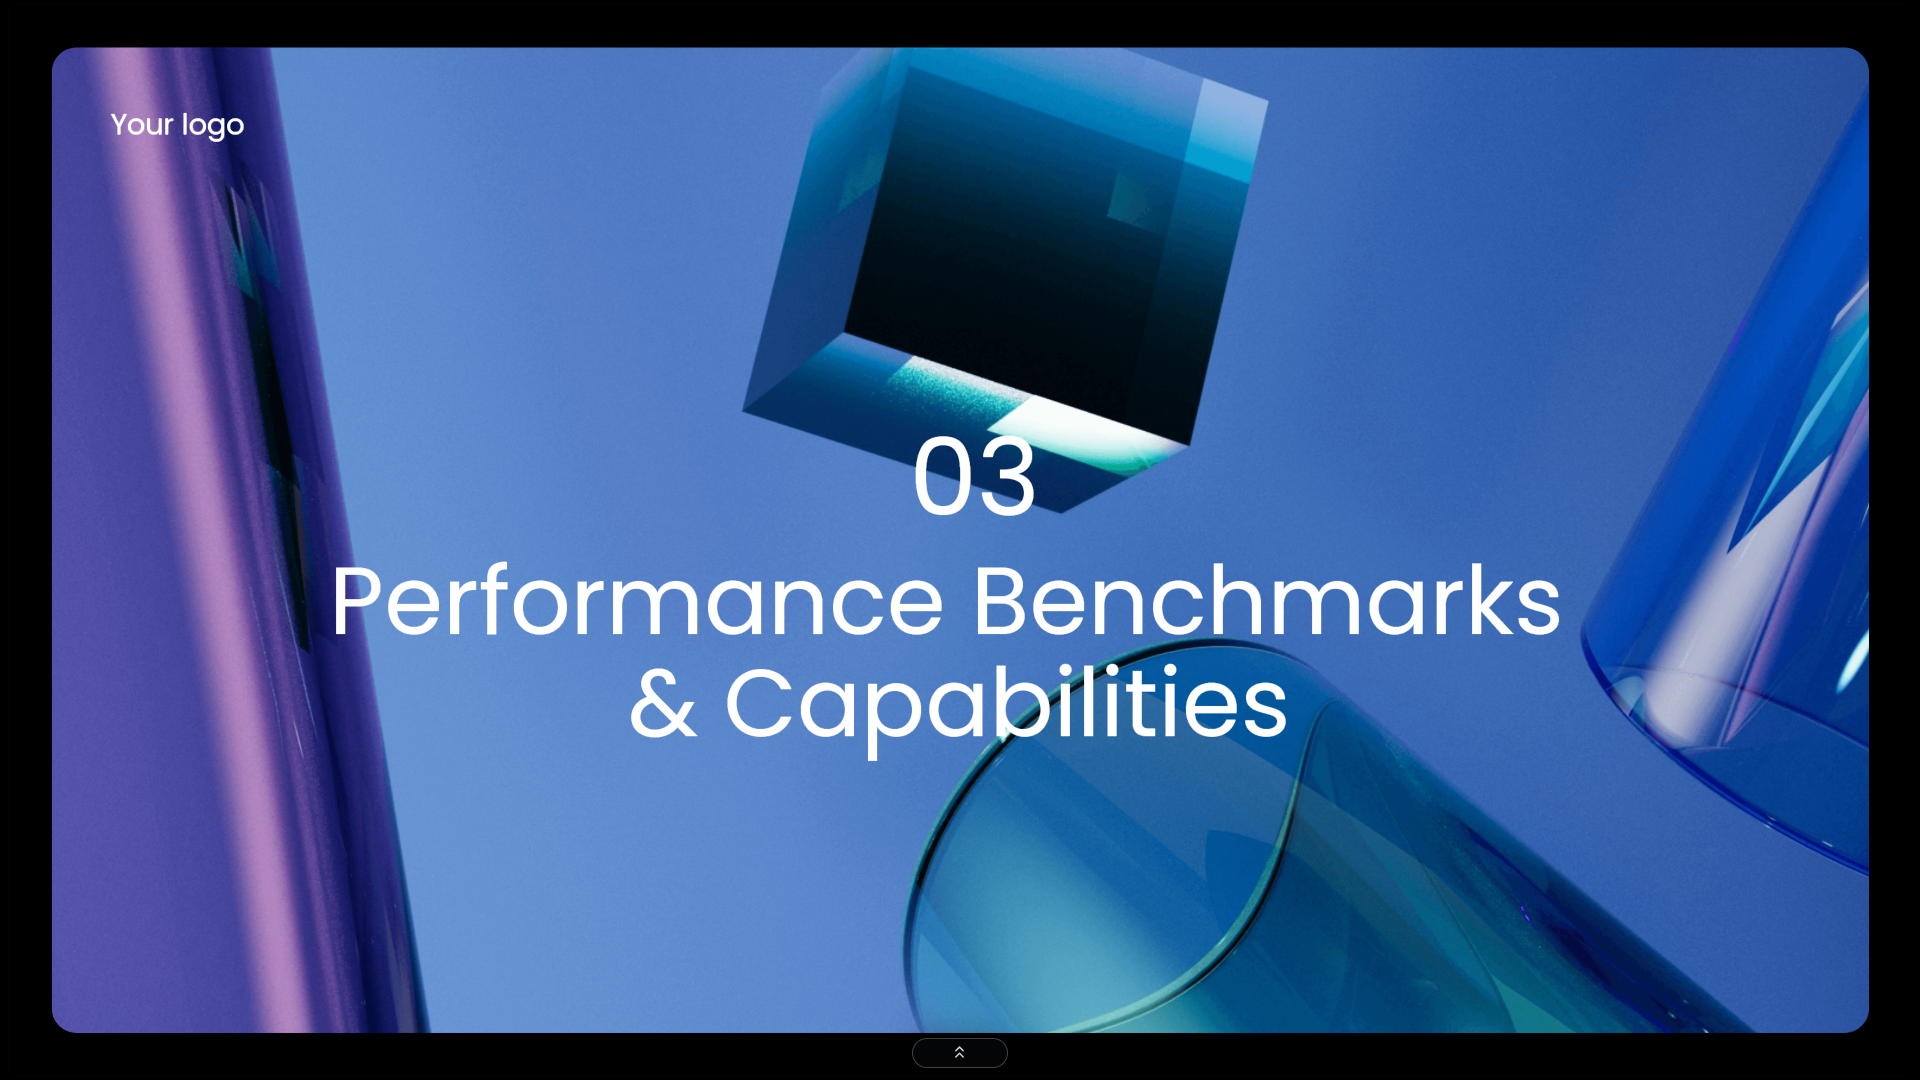 Your logo
03
Performance Benchmarks
& Capabilities